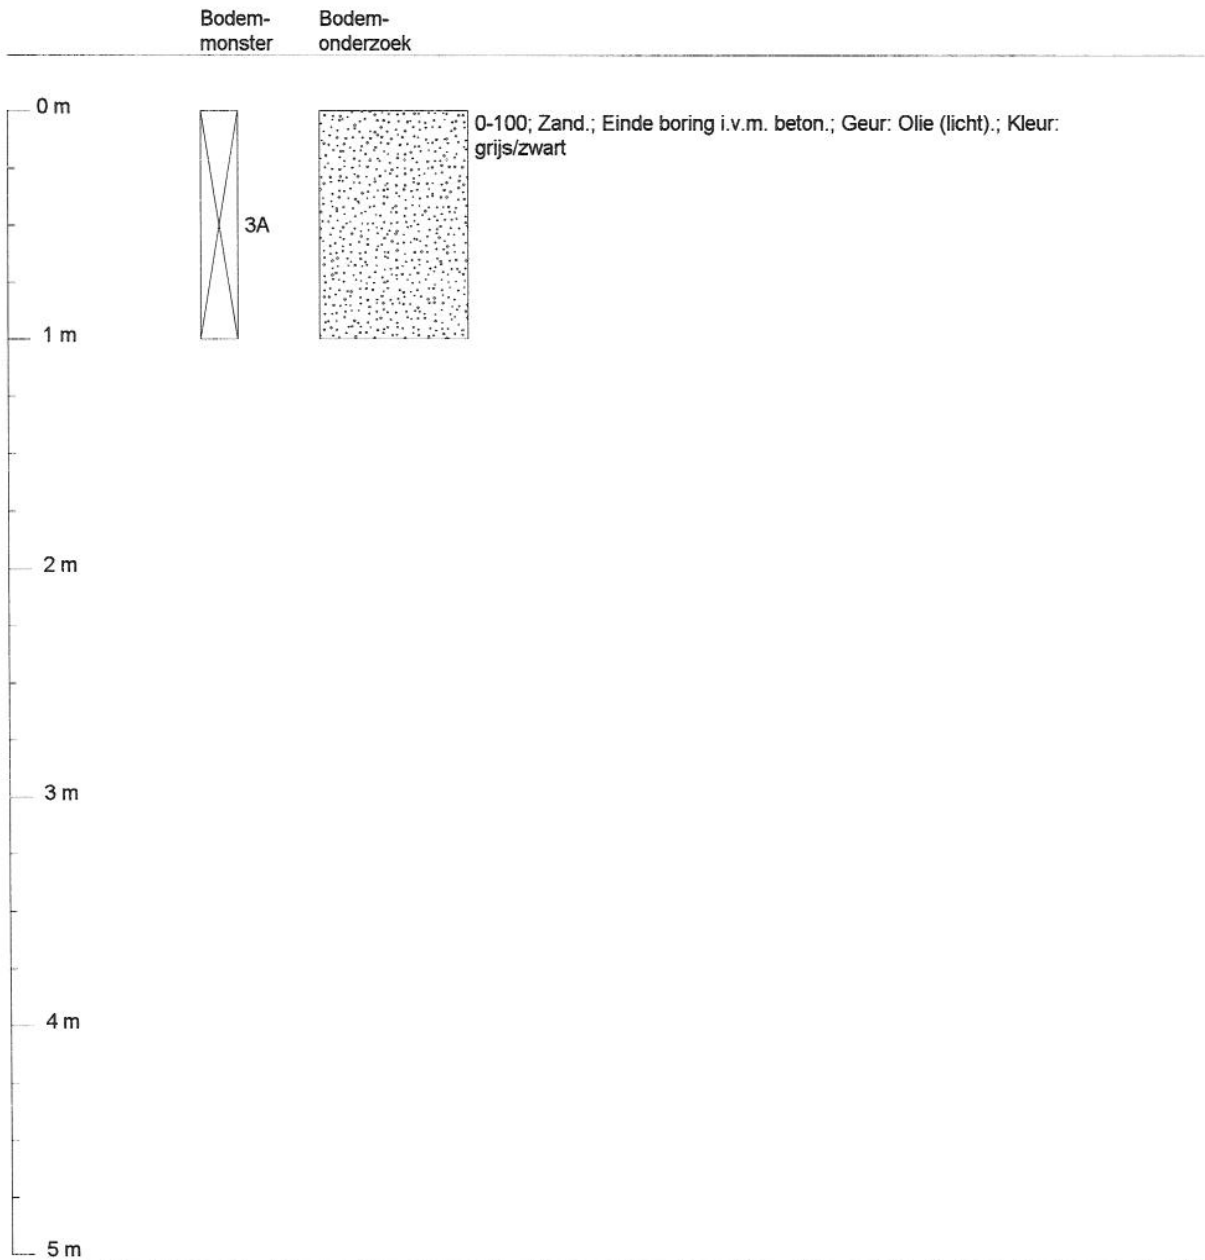 Bodem-
monster
Bodem-
onderzoek
0 m
0-100; Zand.; Einde boring i.v.m. beton.; Geur: Olie (licht).; Kleur:
grijs/zwart
3A
1 m
2 m
3 m
4 m
5 m